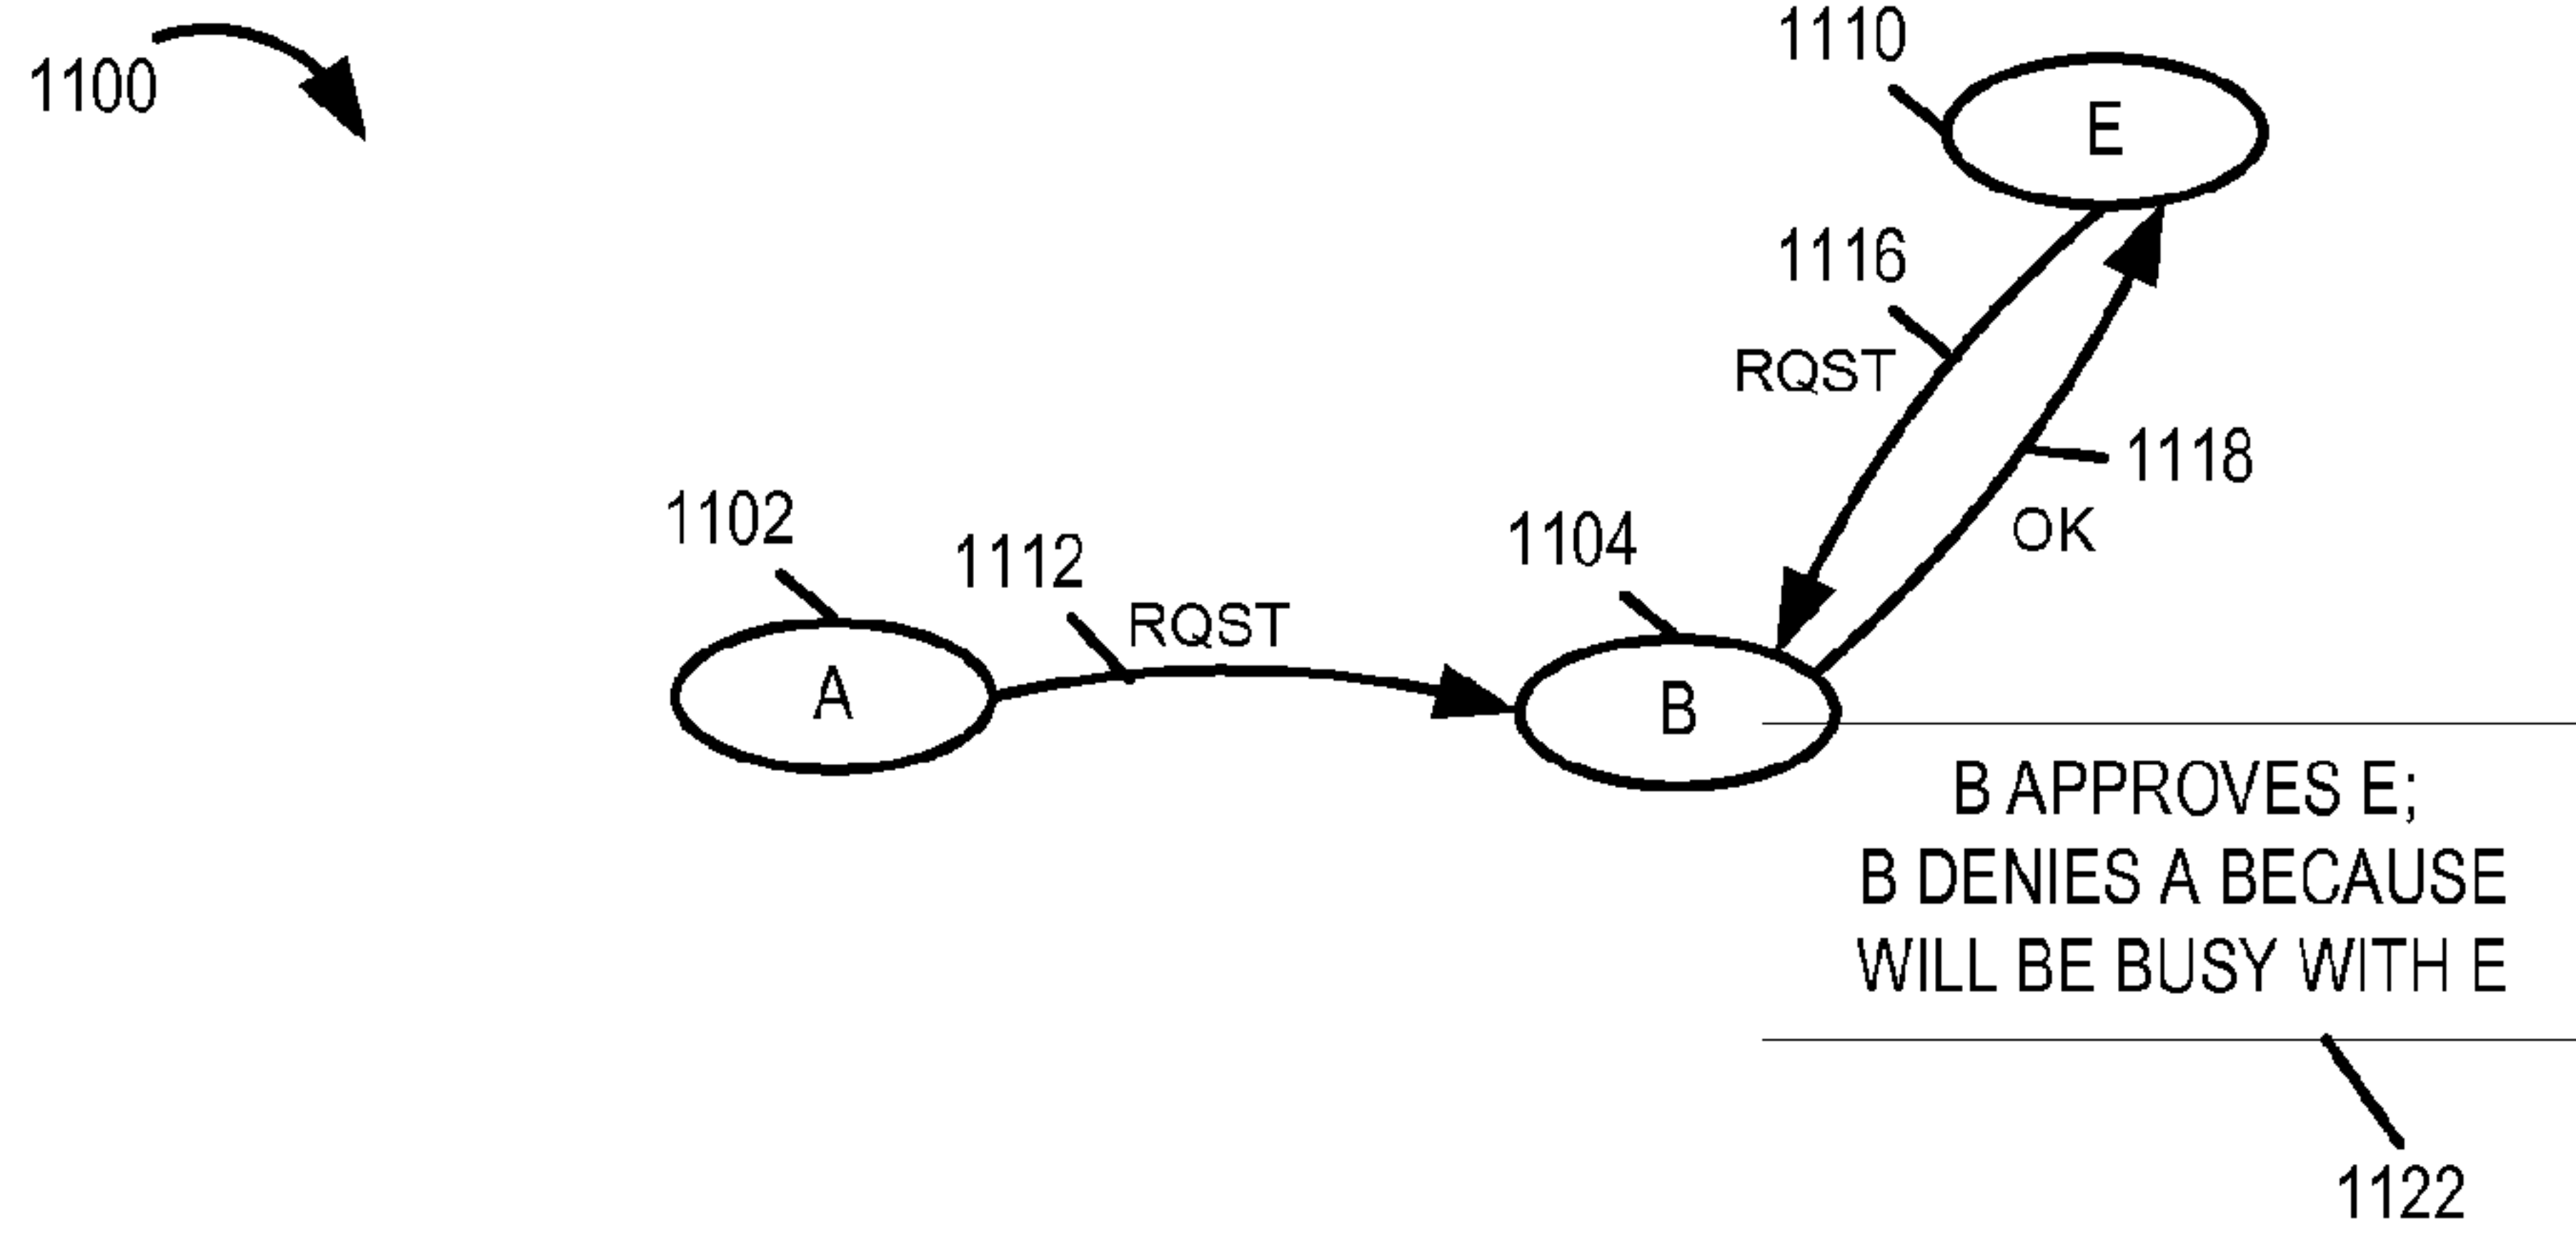 1100
1110
E
1116
RQST
1118
OK
1102
1112
RQST
1104
A
B
B APPROVES E;
B DENIES A BECAUSE
WILL BE BUSY WITH E
1122